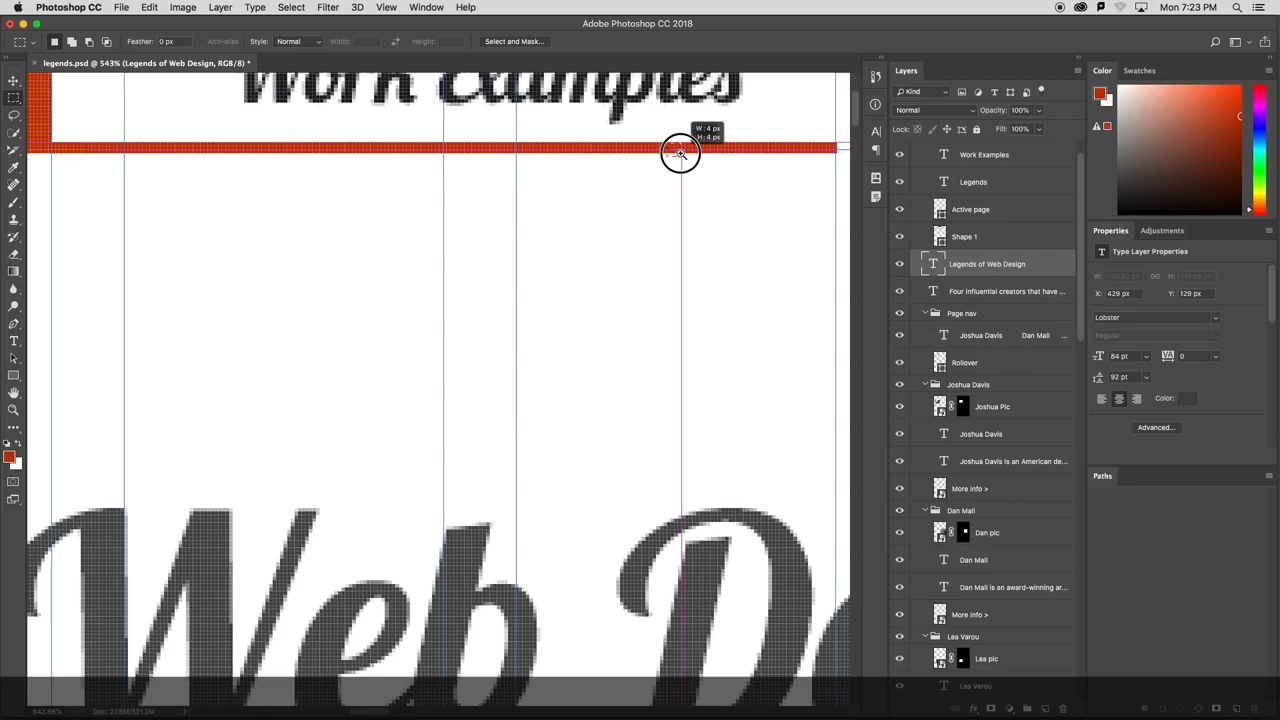 Photoshop CC File Edit Image Layer Type Select Filter 3D View Window Help Mon 7:23 PM
Adobe Photoshop CC 2018
Feather: 0 px Anti-alias Style: Normal Width: Height: Select and Mask...
legends.psd @ 543% (Legends of Web Design, RGB/8) *
Work Examples
W: 4 px
H: 4 px
Web De
542.66% Doc: 27.6M/321.2M
Layers
Kind
Normal Opacity: 100%
Lock: Fill: 100%
Work Examples
Legends
Active page
Shape 1
Legends of Web Design
Four influential creators that have ...
Page nav
Joshua Davis Dan Mall ...
Rollover
Joshua Davis
Joshua Pic
Joshua Davis
Joshua Davis is an American de...
More info >
Dan Mall
Dan pic
Dan Mall
Dan Mall is an award-winning ar...
More info >
Lea Varou
Lea pic
Lea Verou
Color Swatches
Properties Adjustments
Type Layer Properties
W: H:
X: 429 px Y: 129 px
Lobster
Regular
84 pt 0
92 pt
Color:
Advanced...
Paths